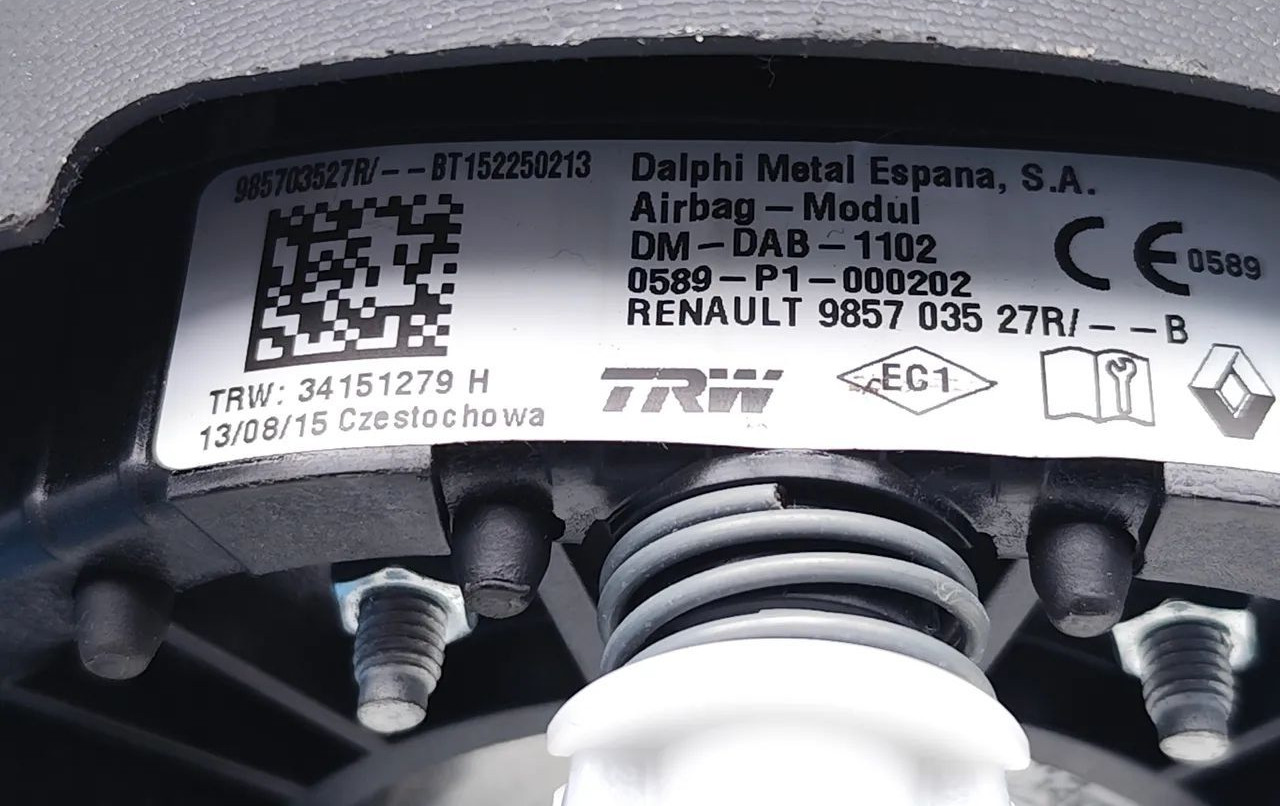 985703527R/--BT152250213
Dalphi Metal Espana, S.A.
Airbag-Modul
DM-DAB-1102
0589-P1-000202
RENAULT 9857 035 27R/---B
CE 0589
TRW: 34151279 H
13/08/15 Czestochowa
TRW
EC1